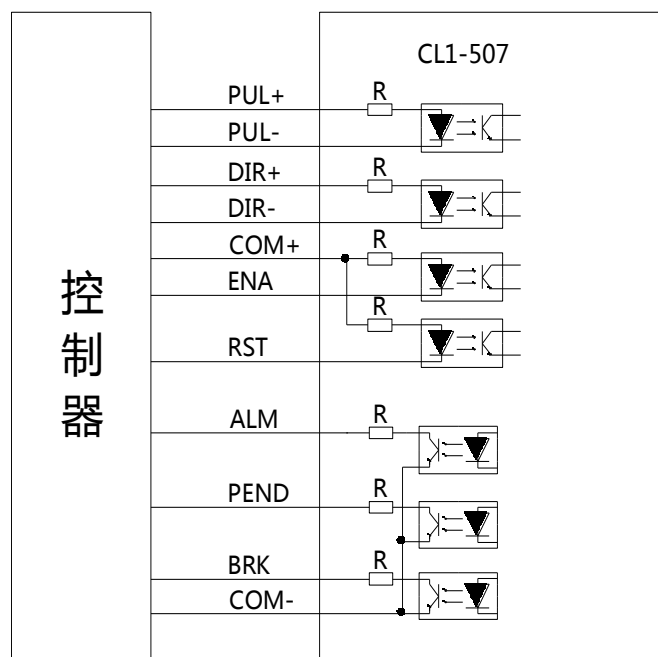 CL1-507
PUL+
R
PUL-
DIR+
R
DIR-
COM+
R
ENA
R
RST
控制器
ALM
R
PEND
R
BRK
R
COM-